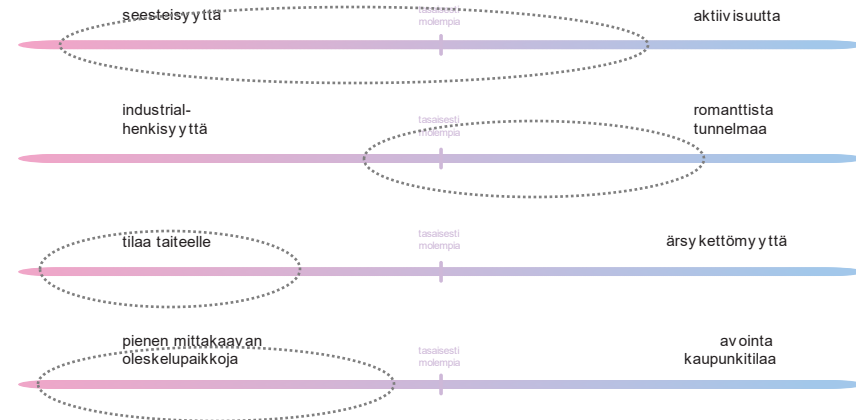 seesteisyyttä
tasaisesti
molempia
aktiivisuutta
industrial-
henkisyyttä
tasaisesti
molempia
romanttista
tunnelmaa
tilaa taiteelle
tasaisesti
molempia
ärsykettömyyttä
pienen mittakaavan
oleskelupaikkoja
tasaisesti
molempia
avointa
kaupunkitilaa